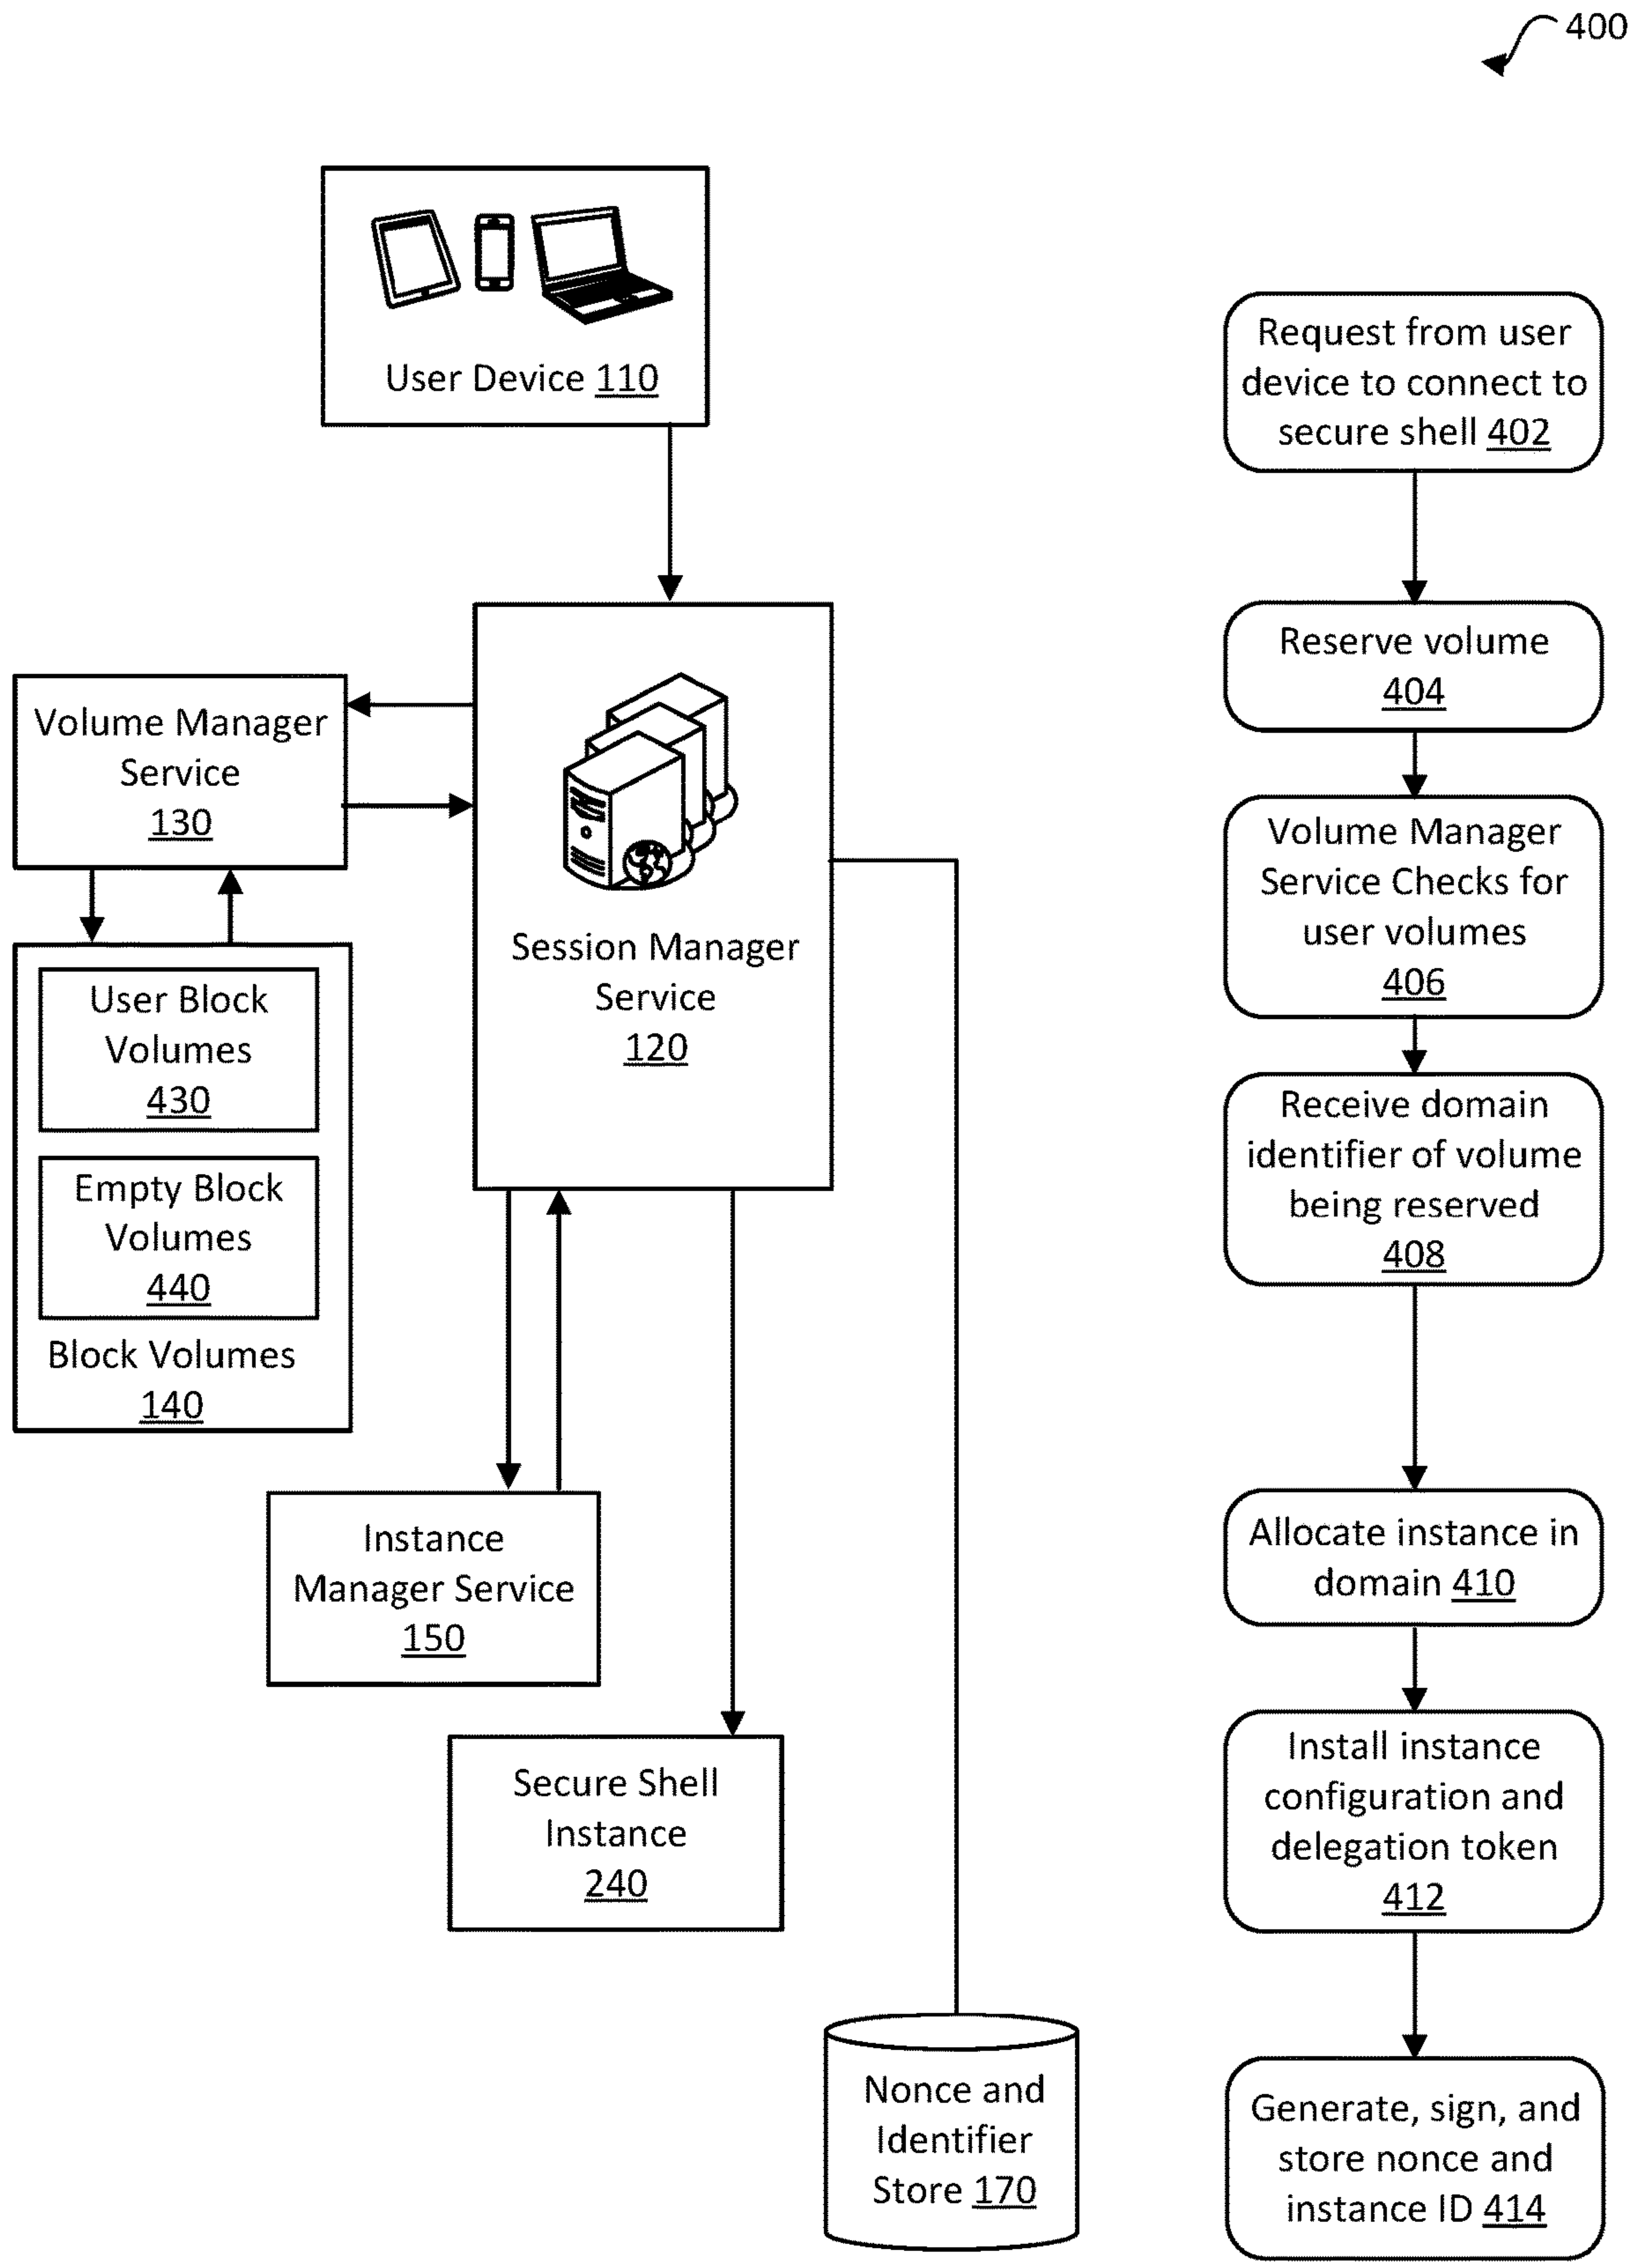 400
User Device 110
Request from user
device to connect to
secure shell 402
Reserve volume
404
Volume Manager
Service
130
Volume Manager
Service Checks for
user volumes
406
Session Manager
Service
120
User Block
Volumes
430
Empty Block
Volumes
440
Block Volumes
140
Receive domain
identifier of volume
being reserved
408
Instance
Manager Service
150
Allocate instance in
domain 410
Secure Shell
Instance
240
Install instance
configuration and
delegation token
412
Nonce and
Identifier
Store 170
Generate, sign, and
store nonce and
instance ID 414